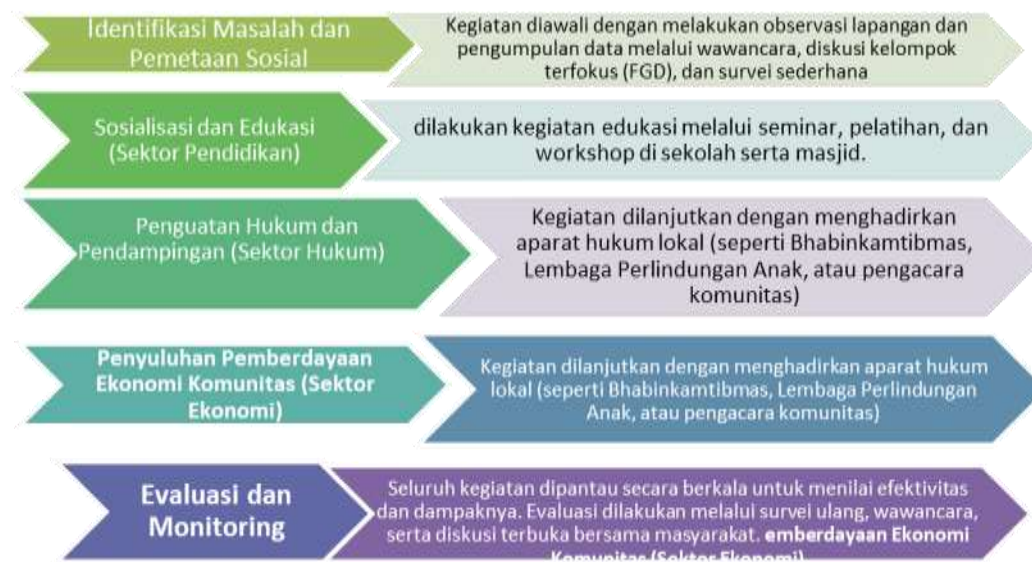 Identifikasi Masalah dan
Pemetaan Sosial
Kegiatan diawali dengan melakukan observasi lapangan dan
pengumpulan data melalui wawancara, diskusi kelompok
terfokus (FGD), dan survei sederhana
Sosialisasi dan Edukasi
(Sektor Pendidikan)
dilakukan kegiatan edukasi melalui seminar, pelatihan, dan
workshop di sekolah serta masjid.
Penguatan Hukum dan
Pendampingan (Sektor Hukum)
Kegiatan dilanjutkan dengan menghadirkan
aparat hukum lokal (seperti Bhabinkamtibmas,
Lembaga Perlindungan Anak, atau pengacara
komunitas)
Penyuluhan Pemberdayaan
Ekonomi Komunitas (Sektor
Ekonomi)
Kegiatan dilanjutkan dengan menghadirkan aparat hukum
lokal (seperti Bhabinkamtibmas, Lembaga Perlindungan
Anak, atau pengacara komunitas)
Evaluasi dan
Monitoring
Seluruh kegiatan dipantau secara berkala untuk menilai efektivitas
dan dampaknya. Evaluasi dilakukan melalui survei ulang, wawancara,
serta diskusi terbuka bersama masyarakat. emberdayaan Ekonomi
Komunitas (Sektor Ekonomi)